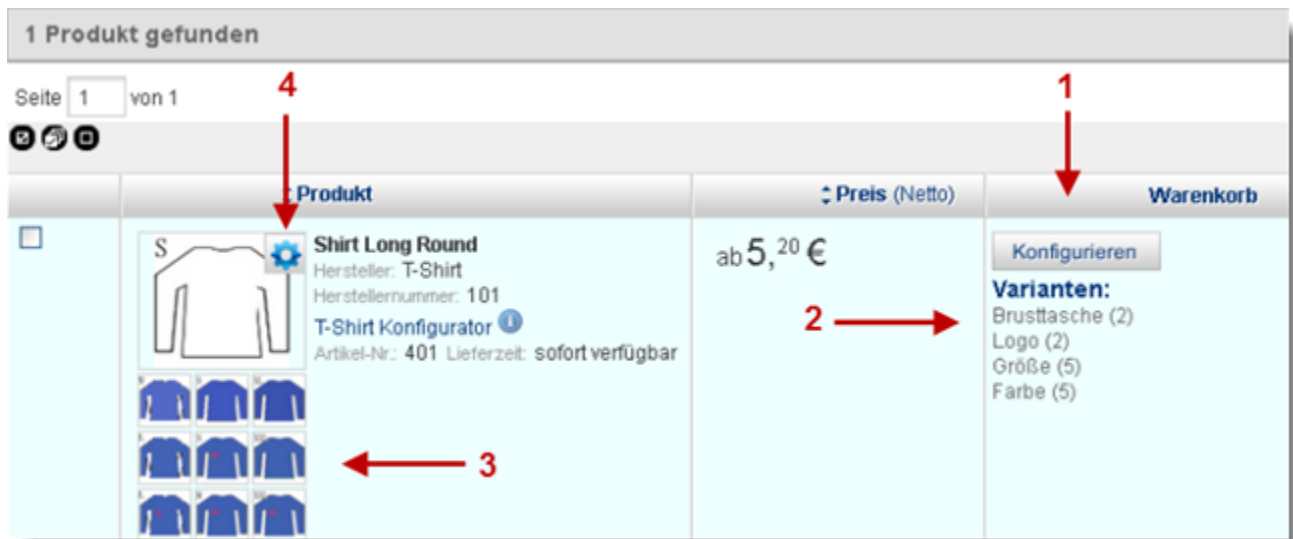 1 Produkt gefunden
Seite 1 von 1
4
1
Produkt
Preis (Netto)
Warenkorb
S
Shirt Long Round
Hersteller: T-Shirt
Herstellernummer: 101
T-Shirt Konfigurator
Artikel-Nr.: 401 Lieferzeit: sofort verfügbar
ab 5,20 €
Konfigurieren
Varianten:
Brusttasche (2)
Logo (2)
Größe (5)
Farbe (5)
2
3